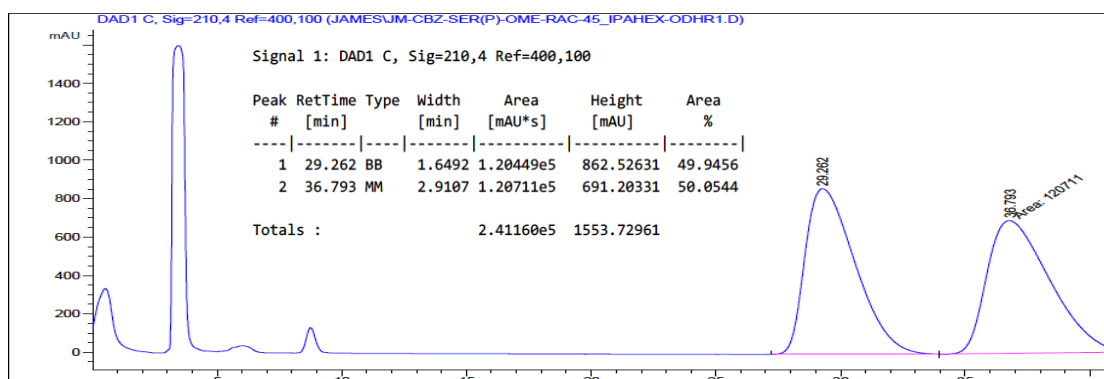 DAD1 C, Sig=210,4 Ref=400,100 (JAMES\JM-CBZ-SER(P)-OME-RAC-45_IPAHEX-ODHR1.D)
mAU
Signal 1: DAD1 C, Sig=210,4 Ref=400,100
Peak RetTime Type Width Area Height Area
# [min] [min] [mAU*s] [mAU] %
----|-------|----|-------|----------|----------|--------|
1 29.262 BB 1.6492 1.20449e5 862.52631 49.9456
2 36.793 MM 2.9107 1.20711e5 691.20331 50.0544
Totals : 2.41160e5 1553.72961
1400
1200
1000
800
600
400
200
0
29.262
36.793
Area: 120711